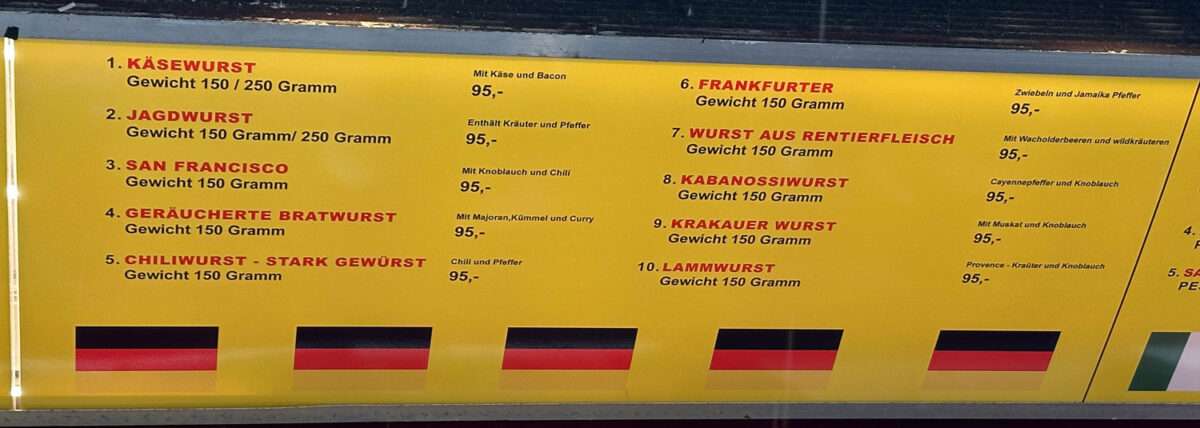 1. KÄSEWURST
Gewicht 150 / 250 Gramm
Mit Käse und Bacon
95,-
2. JAGDWURST
Gewicht 150 Gramm/ 250 Gramm
Enthält Kräuter und Pfeffer
95,-
3. SAN FRANCISCO
Gewicht 150 Gramm
Mit Knoblauch und Chili
95,-
4. GERÄUCHERTE BRATWURST
Gewicht 150 Gramm
Mit Majoran,Kümmel und Curry
95,-
5. CHILIWURST - STARK GEWÜRST
Gewicht 150 Gramm
Chili und Pfeffer
95,-
6. FRANKFURTER
Gewicht 150 Gramm
Zwiebeln und Jamaika Pfeffer
95,-
7. WURST AUS RENTIERFLEISCH
Gewicht 150 Gramm
Mit Wacholderbeeren und wildkräuteren
95,-
8. KABANOSSIWURST
Gewicht 150 Gramm
Cayennepfeffer und Knoblauch
95,-
9. KRAKAUER WURST
Gewicht 150 Gramm
Mit Muskat und Knoblauch
95,-
10. LAMMWURST
Gewicht 150 Gramm
Provence - Kraüter und Knoblauch
95,-
4.
5. SA
PE